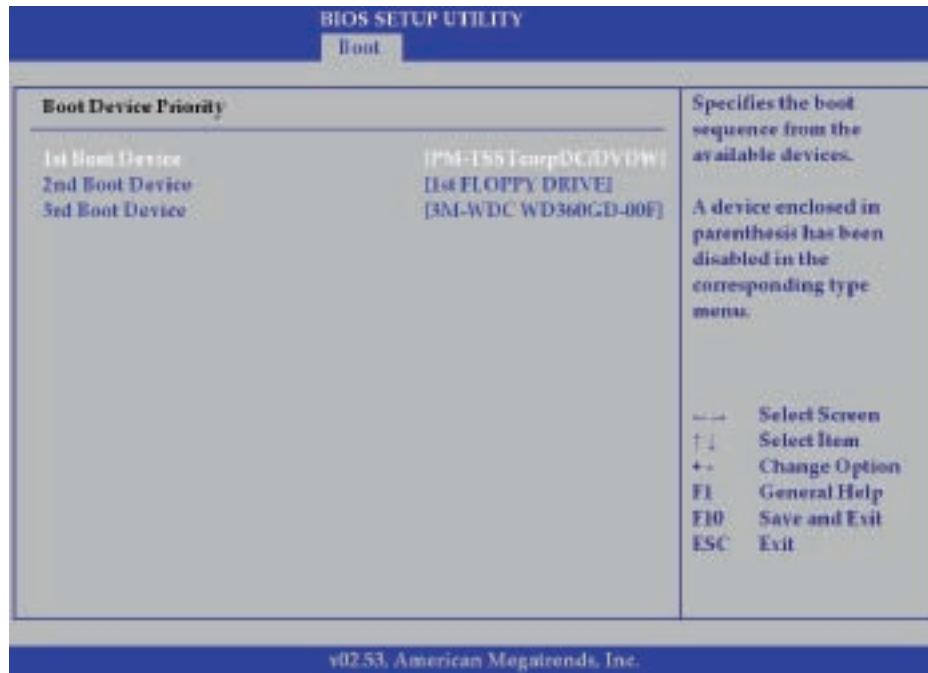 BIOS SETUP UTILITY
Boot
Boot Device Priority
1st Boot Device [PM-TSSTcorpDC/DVDW]
2nd Boot Device [1st FLOPPY DRIVE]
3rd Boot Device [3M-WDC WD360GD-00F]
Specifies the boot
sequence from the
available devices.
A device enclosed in
parenthesis has been
disabled in the
corresponding type
menu.
←→ Select Screen
↑↓ Select Item
+- Change Option
F1 General Help
F10 Save and Exit
ESC Exit
v02.53, American Megatrends, Inc.